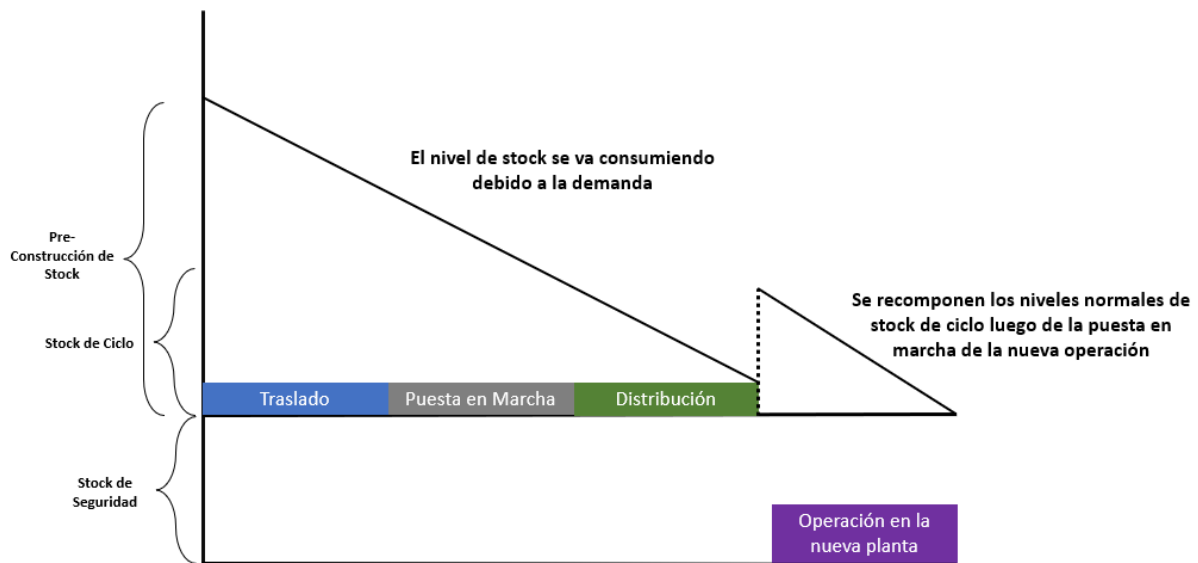 El nivel de stock se va consumiendo
debido a la demanda
Pre-
Construcción de
Stock
Se recomponen los niveles normales de
stock de ciclo luego de la puesta en
marcha de la nueva operación
Stock de Ciclo
Traslado
Puesta en Marcha
Distribución
Stock de
Seguridad
Operación en la
nueva planta